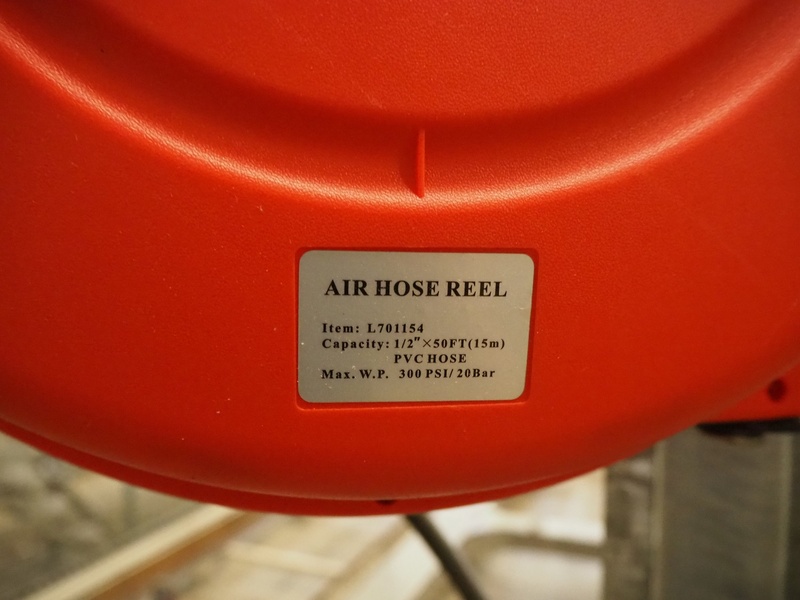 AIR HOSE REEL
Item: L701154
Capacity: 1/2"×50FT(15m)
PVC HOSE
Max. W.P. 300 PSI/20Bar